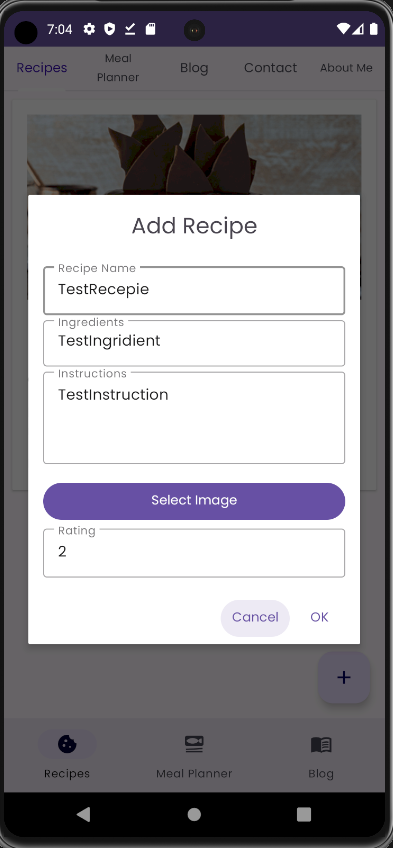 7:04
Recipes
Meal
Planner
Blog
Contact
About Me
Add Recipe
Recipe Name
TestRecepie
Ingredients
TestIngridient
Instructions
TestInstruction
Select Image
Rating
2
Cancel
OK
+
Recipes
Meal Planner
Blog